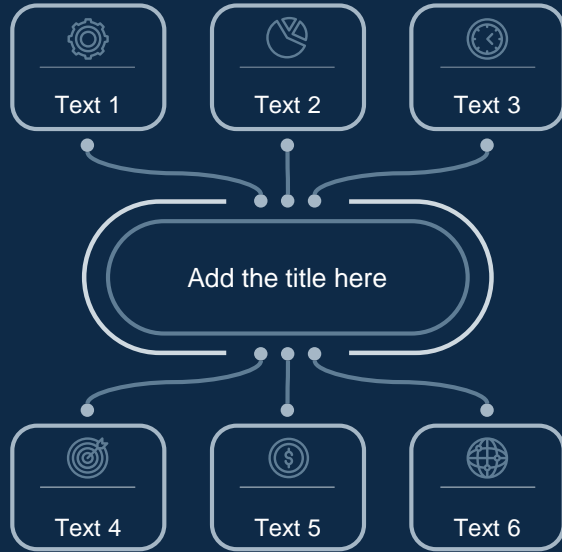 Text 1
Text 2
Text 3
Add the title here
$
Text 4
Text 5
Text 6